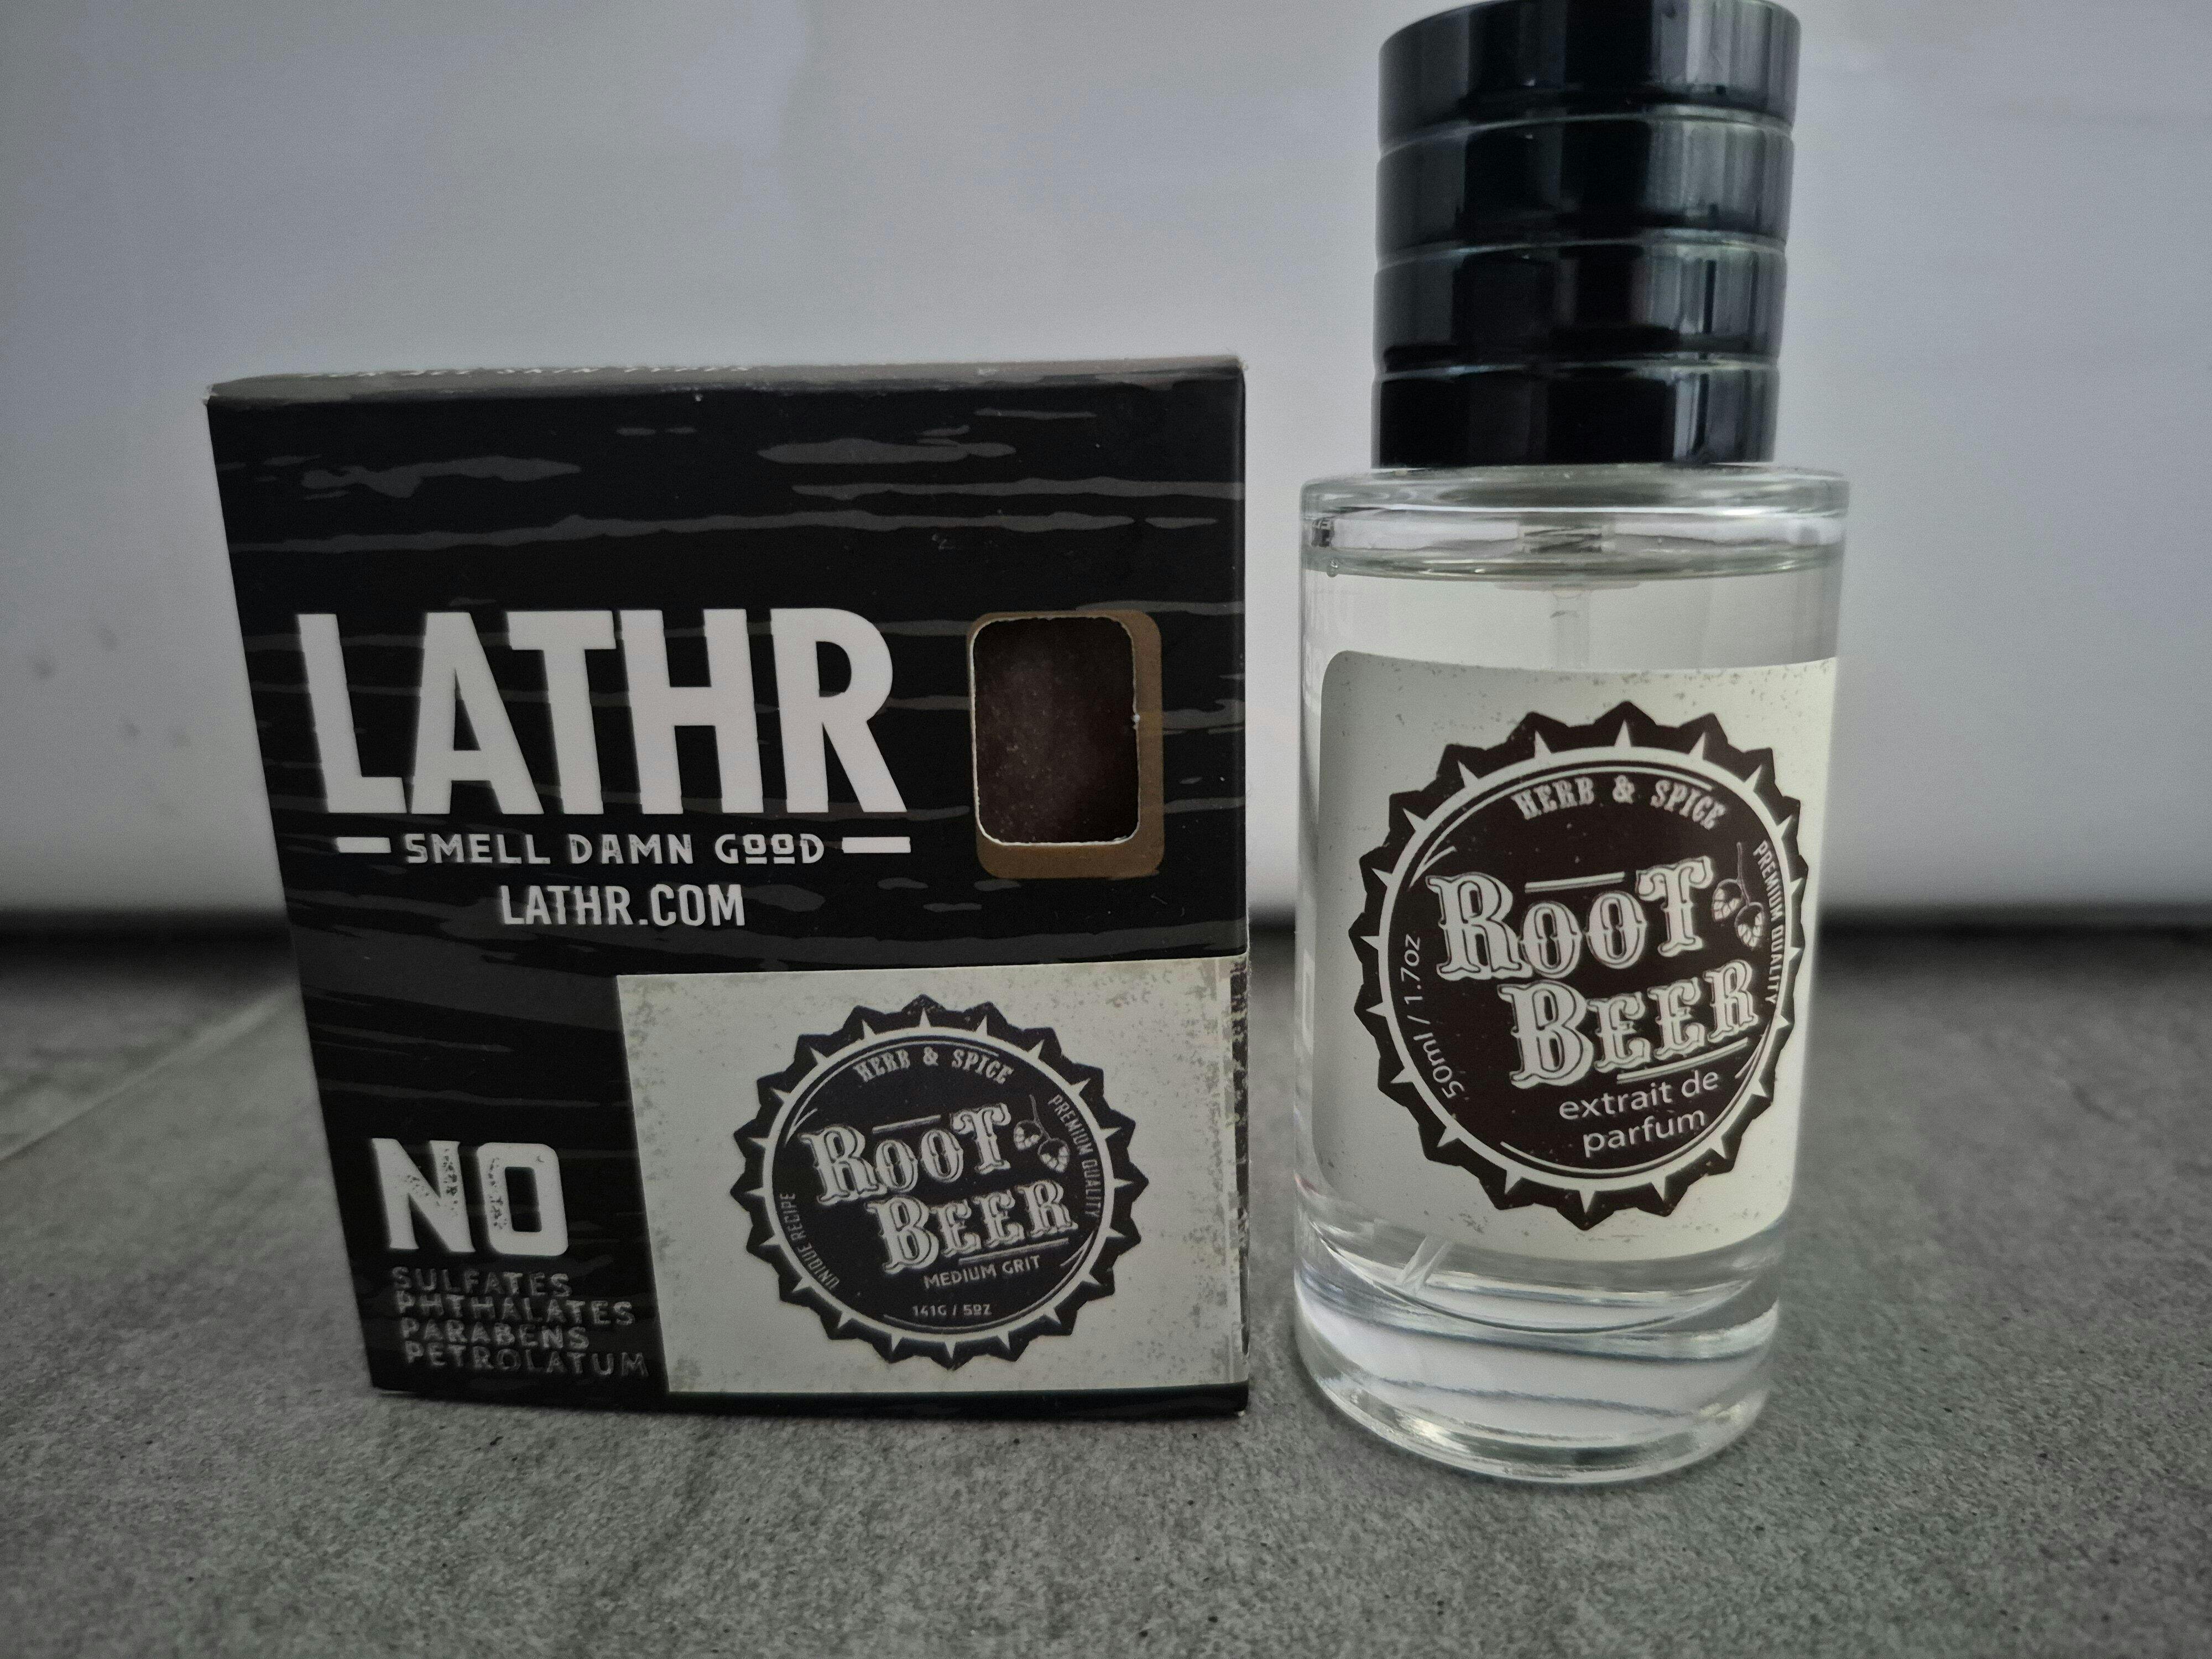 LATHR
SMELL DAMN GOOD
LATHR.COM
NO
SULFATES
PHTHALATES
PARABENS
PETROLATUM
HERB & SPICE
ROOT
BEER
UNIQUE RECIPE
PREMIUM QUALITY
MEDIUM GRIT
141G / 5OZ
HERB & SPICE
ROOT
BEER
50ml / 1.7oz
PREMIUM QUALITY
extrait de
parfum